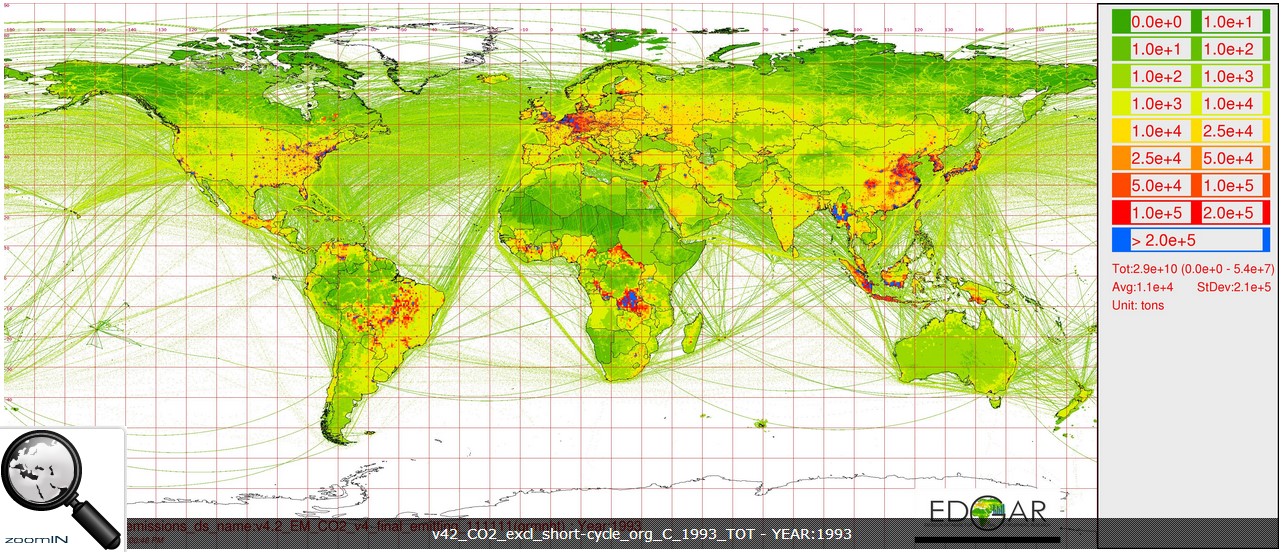 0.0e+0 1.0e+1
1.0e+1 1.0e+2
1.0e+2 1.0e+3
1.0e+3 1.0e+4
1.0e+4 2.5e+4
2.5e+4 5.0e+4
5.0e+4 1.0e+5
1.0e+5 2.0e+5
> 2.0e+5
Tot:2.9e+10 (0.0e+0 - 5.4e+7)
Avg:1.1e+4 StDev:2.1e+5
Unit: tons
EDGAR
zoomIN
emissions_ds_name:v4.2_EM_CO2_v4_final_emitting_111111 : Year 1993
v42_CO2_excl_short-cycle_org_C_1993_TOT - YEAR:1993